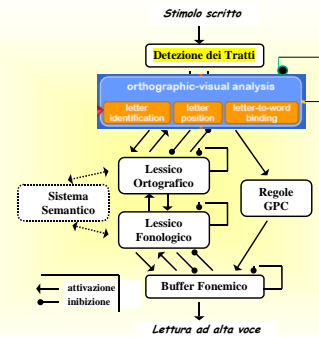 Stimolo scritto
Detezione dei Tratti
orthographic-visual analysis
letter
identification
letter
position
letter-to-word
binding
Lessico
Ortografico
Sistema
Semantico
Regole
GPC
Lessico
Fonologico
attivazione
inibizione
Buffer Fonemico
Lettura ad alta voce